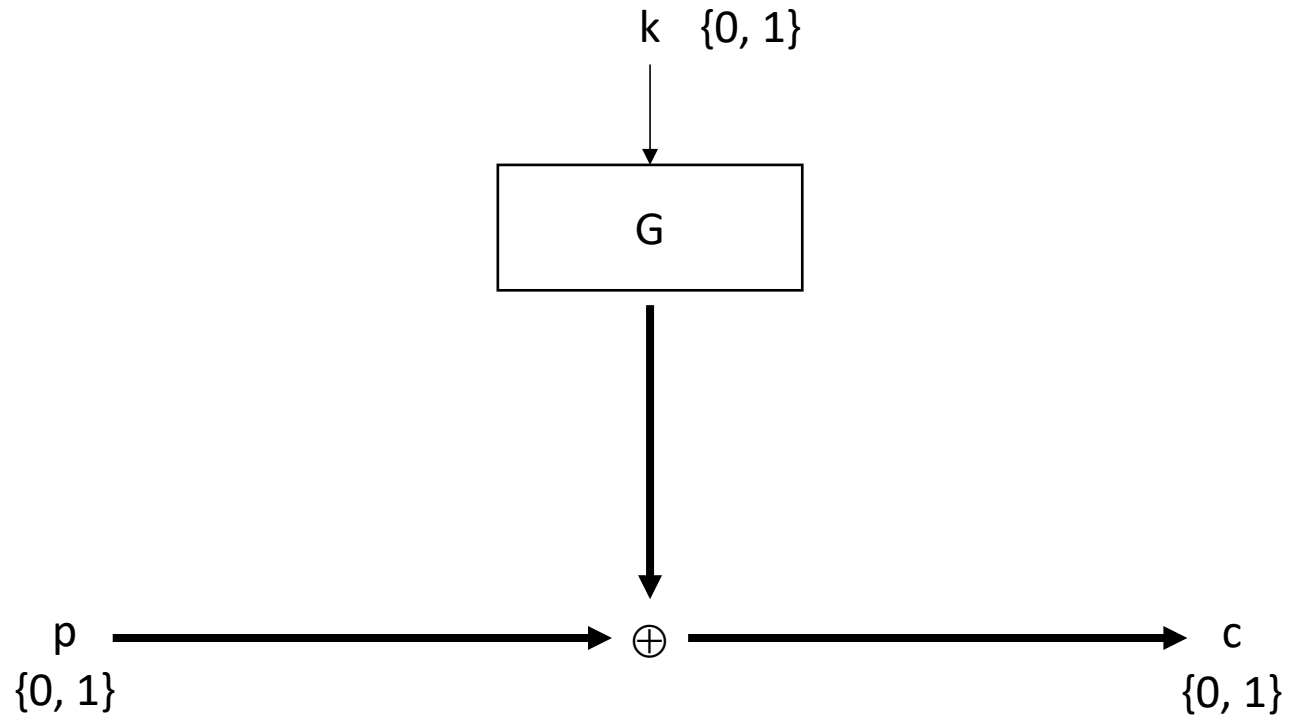 k {0, 1}
G
p ⊕ c
{0, 1} {0, 1}